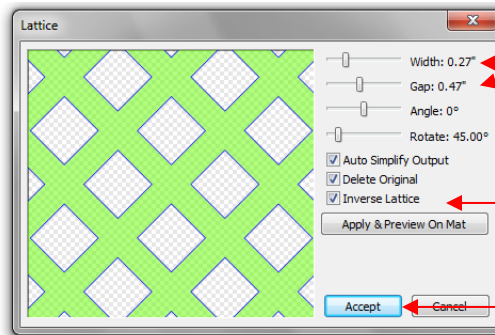 Lattice
Width: 0.27"
Gap: 0.47"
Angle: 0°
Rotate: 45.00°
Auto Simplify Output
Delete Original
Inverse Lattice
Apply & Preview On Mat
Accept
Cancel